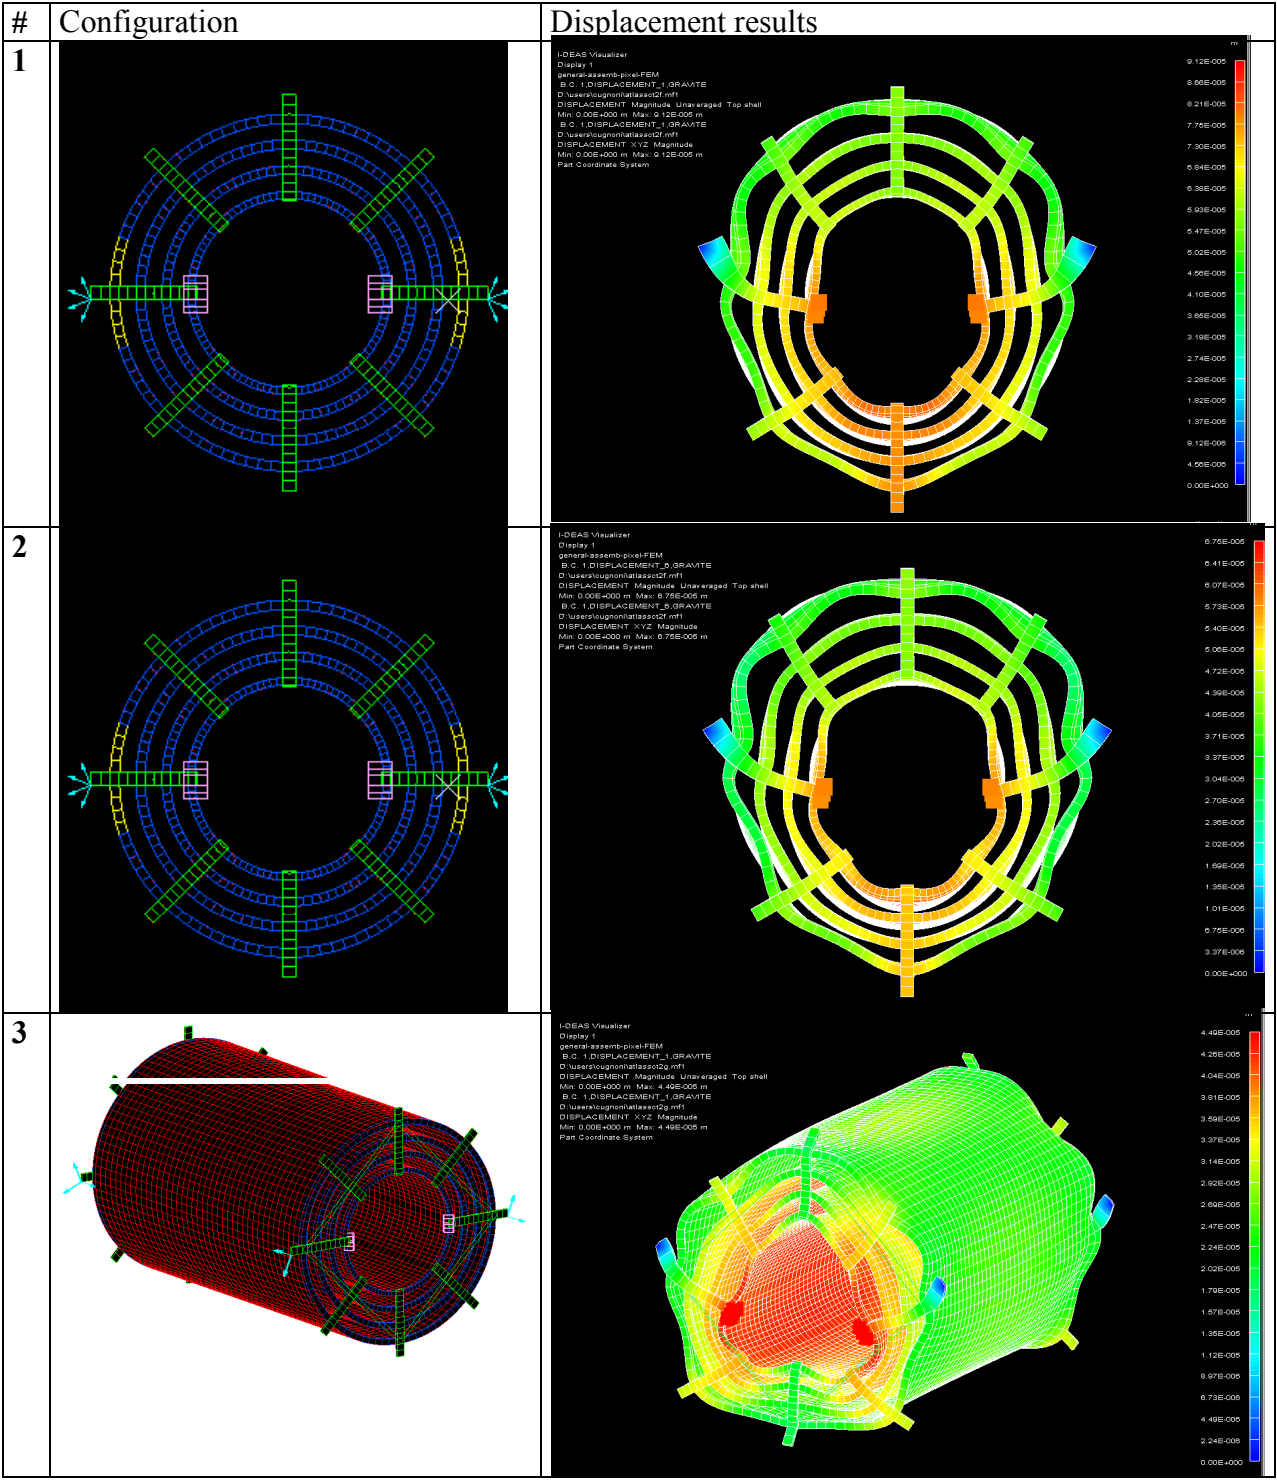 # Configuration Displacement results
1
I-DEAS Visualizer
Display 1
general-assemb-pixel-FEM
B.C. 1,DISPLACEMENT_1,GRAVITE
D:\users\cugnoni\atlassct2f.mf1
DISPLACEMENT Magnitude Unaveraged Top shell
Min: 0.00E+000 m Max: 9.12E-005 m
B.C. 1,DISPLACEMENT_1,GRAVITE
D:\users\cugnoni\atlassct2f.mf1
DISPLACEMENT XYZ Magnitude
Min: 0.00E+000 m Max: 9.12E-005 m
Part Coordinate System
m
9.12E-005
8.66E-005
8.21E-005
7.75E-005
7.30E-005
6.84E-005
6.38E-005
5.93E-005
5.47E-005
5.02E-005
4.56E-005
4.10E-005
3.65E-005
3.19E-005
2.74E-005
2.28E-005
1.82E-005
1.37E-005
9.12E-006
4.56E-006
0.00E+000
2
I-DEAS Visualizer
Display 1
general-assemb-pixel-FEM
B.C. 1,DISPLACEMENT_6,GRAVITE
D:\users\cugnoni\atlassct2f.mf1
DISPLACEMENT Magnitude Unaveraged Top shell
Min: 0.00E+000 m Max: 6.75E-005 m
B.C. 1,DISPLACEMENT_6,GRAVITE
D:\users\cugnoni\atlassct2f.mf1
DISPLACEMENT XYZ Magnitude
Min: 0.00E+000 m Max: 6.75E-005 m
Part Coordinate System
6.75E-005
6.41E-005
6.07E-005
5.73E-005
5.40E-005
5.06E-005
4.72E-005
4.39E-005
4.05E-005
3.71E-005
3.37E-005
3.04E-005
2.70E-005
2.36E-005
2.02E-005
1.69E-005
1.35E-005
1.01E-005
6.75E-006
3.37E-006
0.00E+000
3
I-DEAS Visualizer
Display 1
general-assemb-pixel-FEM
B.C. 1,DISPLACEMENT_1,GRAVITE
D:\users\cugnoni\atlassct2g.mf1
DISPLACEMENT Magnitude Unaveraged Top shell
Min: 0.00E+000 m Max: 4.49E-005 m
B.C. 1,DISPLACEMENT_1,GRAVITE
D:\users\cugnoni\atlassct2g.mf1
DISPLACEMENT XYZ Magnitude
Min: 0.00E+000 m Max: 4.49E-005 m
Part Coordinate System
4.49E-005
4.26E-005
4.04E-005
3.81E-005
3.59E-005
3.37E-005
3.14E-005
2.92E-005
2.69E-005
2.47E-005
2.24E-005
2.02E-005
1.79E-005
1.57E-005
1.35E-005
1.12E-005
8.97E-006
6.73E-006
4.49E-006
2.24E-006
0.00E+000